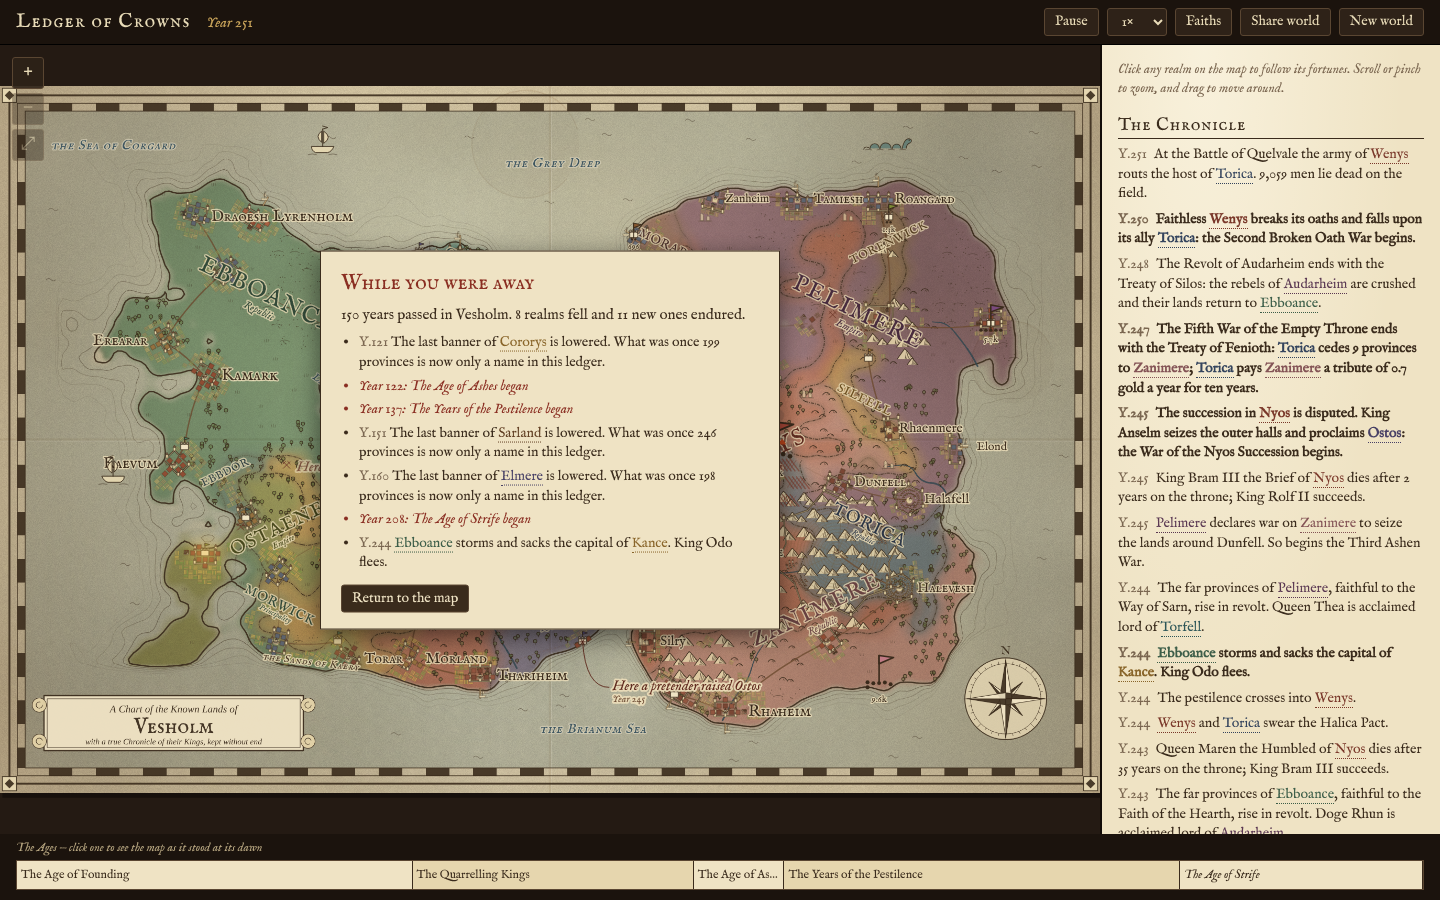 Ledger of Crowns
Year 251
Pause
1×
Faiths
Share world
New world
+
the Sea of Corgard
the Grey Deep
Draoesh
Lyrenholm
Zanheim
Tamiesh
Roangard
Torenwick
Pelimere
Empire
Erearar
Kamark
Republic
Silfell
Rhaenmere
Elond
Faevum
Ebbdor
Dunfell
Halafell
Torica
Ostaene
Empire
Morwick
Principality
Halevesh
Zanimere
Republic
Silry
Torar
Morland
Thariheim
Here a pretender raised Ostos
Year 245
9.6k
Rhaheim
the Brianum Sea
N
A Chart of the Known Lands of
Vesholm
with a true Chronicle of their Kings, kept without end
While you were away
150 years passed in Vesholm. 8 realms fell and 11 new ones endured.
• Y.121 The last banner of Cororys is lowered. What was once 199
provinces is now only a name in this ledger.
• Year 122: The Age of Ashes began
• Year 137: The Years of the Pestilence began
• Y.151 The last banner of Sarland is lowered. What was once 246
provinces is now only a name in this ledger.
• Y.160 The last banner of Elmere is lowered. What was once 198
provinces is now only a name in this ledger.
• Year 208: The Age of Strife began
• Y.244 Ebboance storms and sacks the capital of Kance. King Odo
flees.
Return to the map
Click any realm on the map to follow its fortunes. Scroll or pinch
to zoom, and drag to move around.
The Chronicle
Y.251 At the Battle of Quelvale the army of Wenys
routs the host of Torica. 9,059 men lie dead on the
field.
Y.250 Faithless Wenys breaks its oaths and falls upon
its ally Torica: the Second Broken Oath War begins.
Y.248 The Revolt of Audarheim ends with the
Treaty of Silos: the rebels of Audarheim are crushed
and their lands return to Ebboance.
Y.247 The Fifth War of the Empty Throne ends
with the Treaty of Fenioth: Torica cedes 9 provinces
to Zanimere; Torica pays Zanimere a tribute of 0.7
gold a year for ten years.
Y.245 The succession in Nyos is disputed. King
Anselm seizes the outer halls and proclaims Ostos:
the War of the Nyos Succession begins.
Y.245 King Bram III the Brief of Nyos dies after 2
years on the throne; King Rolf II succeeds.
Y.245 Pelimere declares war on Zanimere to seize
the lands around Dunfell. So begins the Third Ashen
War.
Y.244 The far provinces of Pelimere, faithful to the
Way of Sarn, rise in revolt. Queen Thea is acclaimed
lord of Torfell.
Y.244 Ebboance storms and sacks the capital of
Kance. King Odo flees.
Y.244 The pestilence crosses into Wenys.
Y.244 Wenys and Torica swear the Halica Pact.
Y.243 Queen Maren the Humbled of Nyos dies after
35 years on the throne; King Bram III succeeds.
Y.243 The far provinces of Ebboance, faithful to the
Faith of the Hearth, rise in revolt. Doge Rhun is
acclaimed lord of Audarheim.
The Ages — click one to see the map as it stood at its dawn
The Age of Founding
The Quarrelling Kings
The Age of As...
The Years of the Pestilence
The Age of Strife